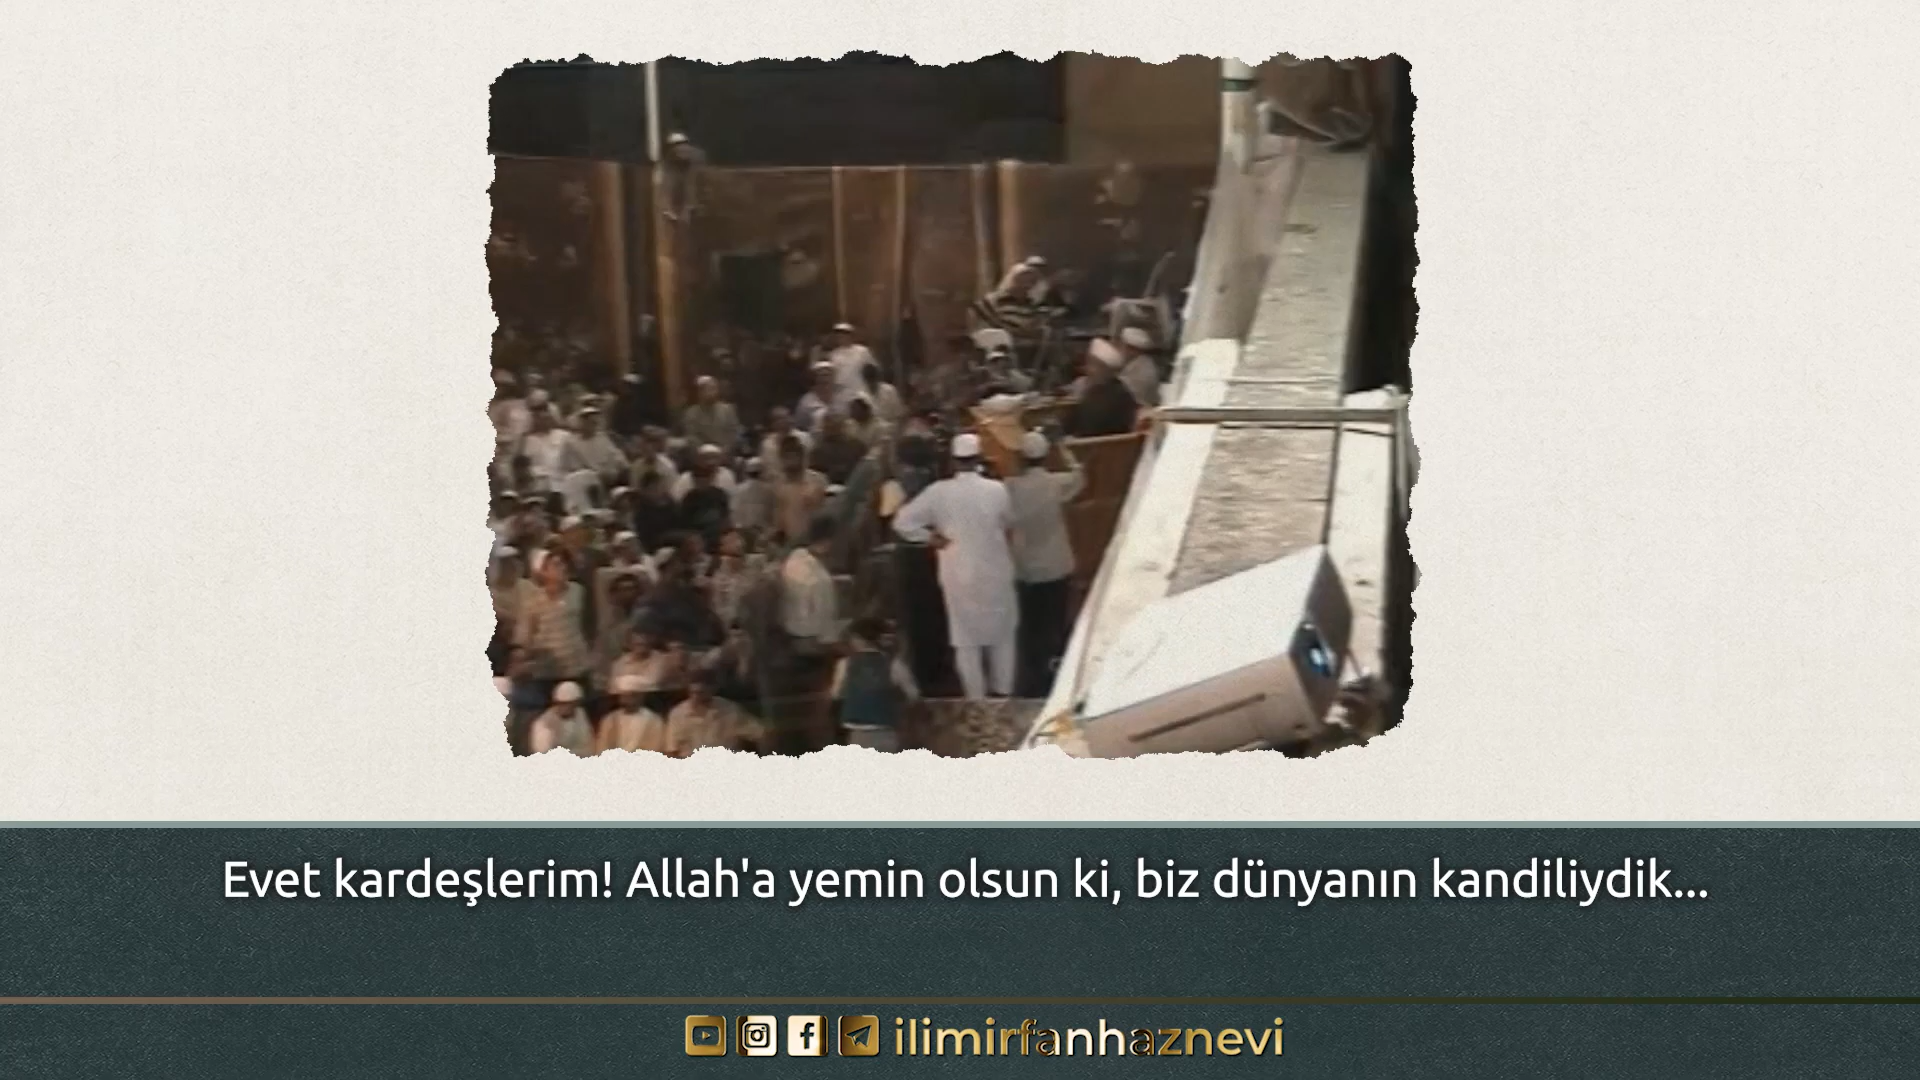 Evet kardeşlerim! Allah'a yemin olsun ki, biz dünyanın kandiliydik...
ilimirfanhaznevi